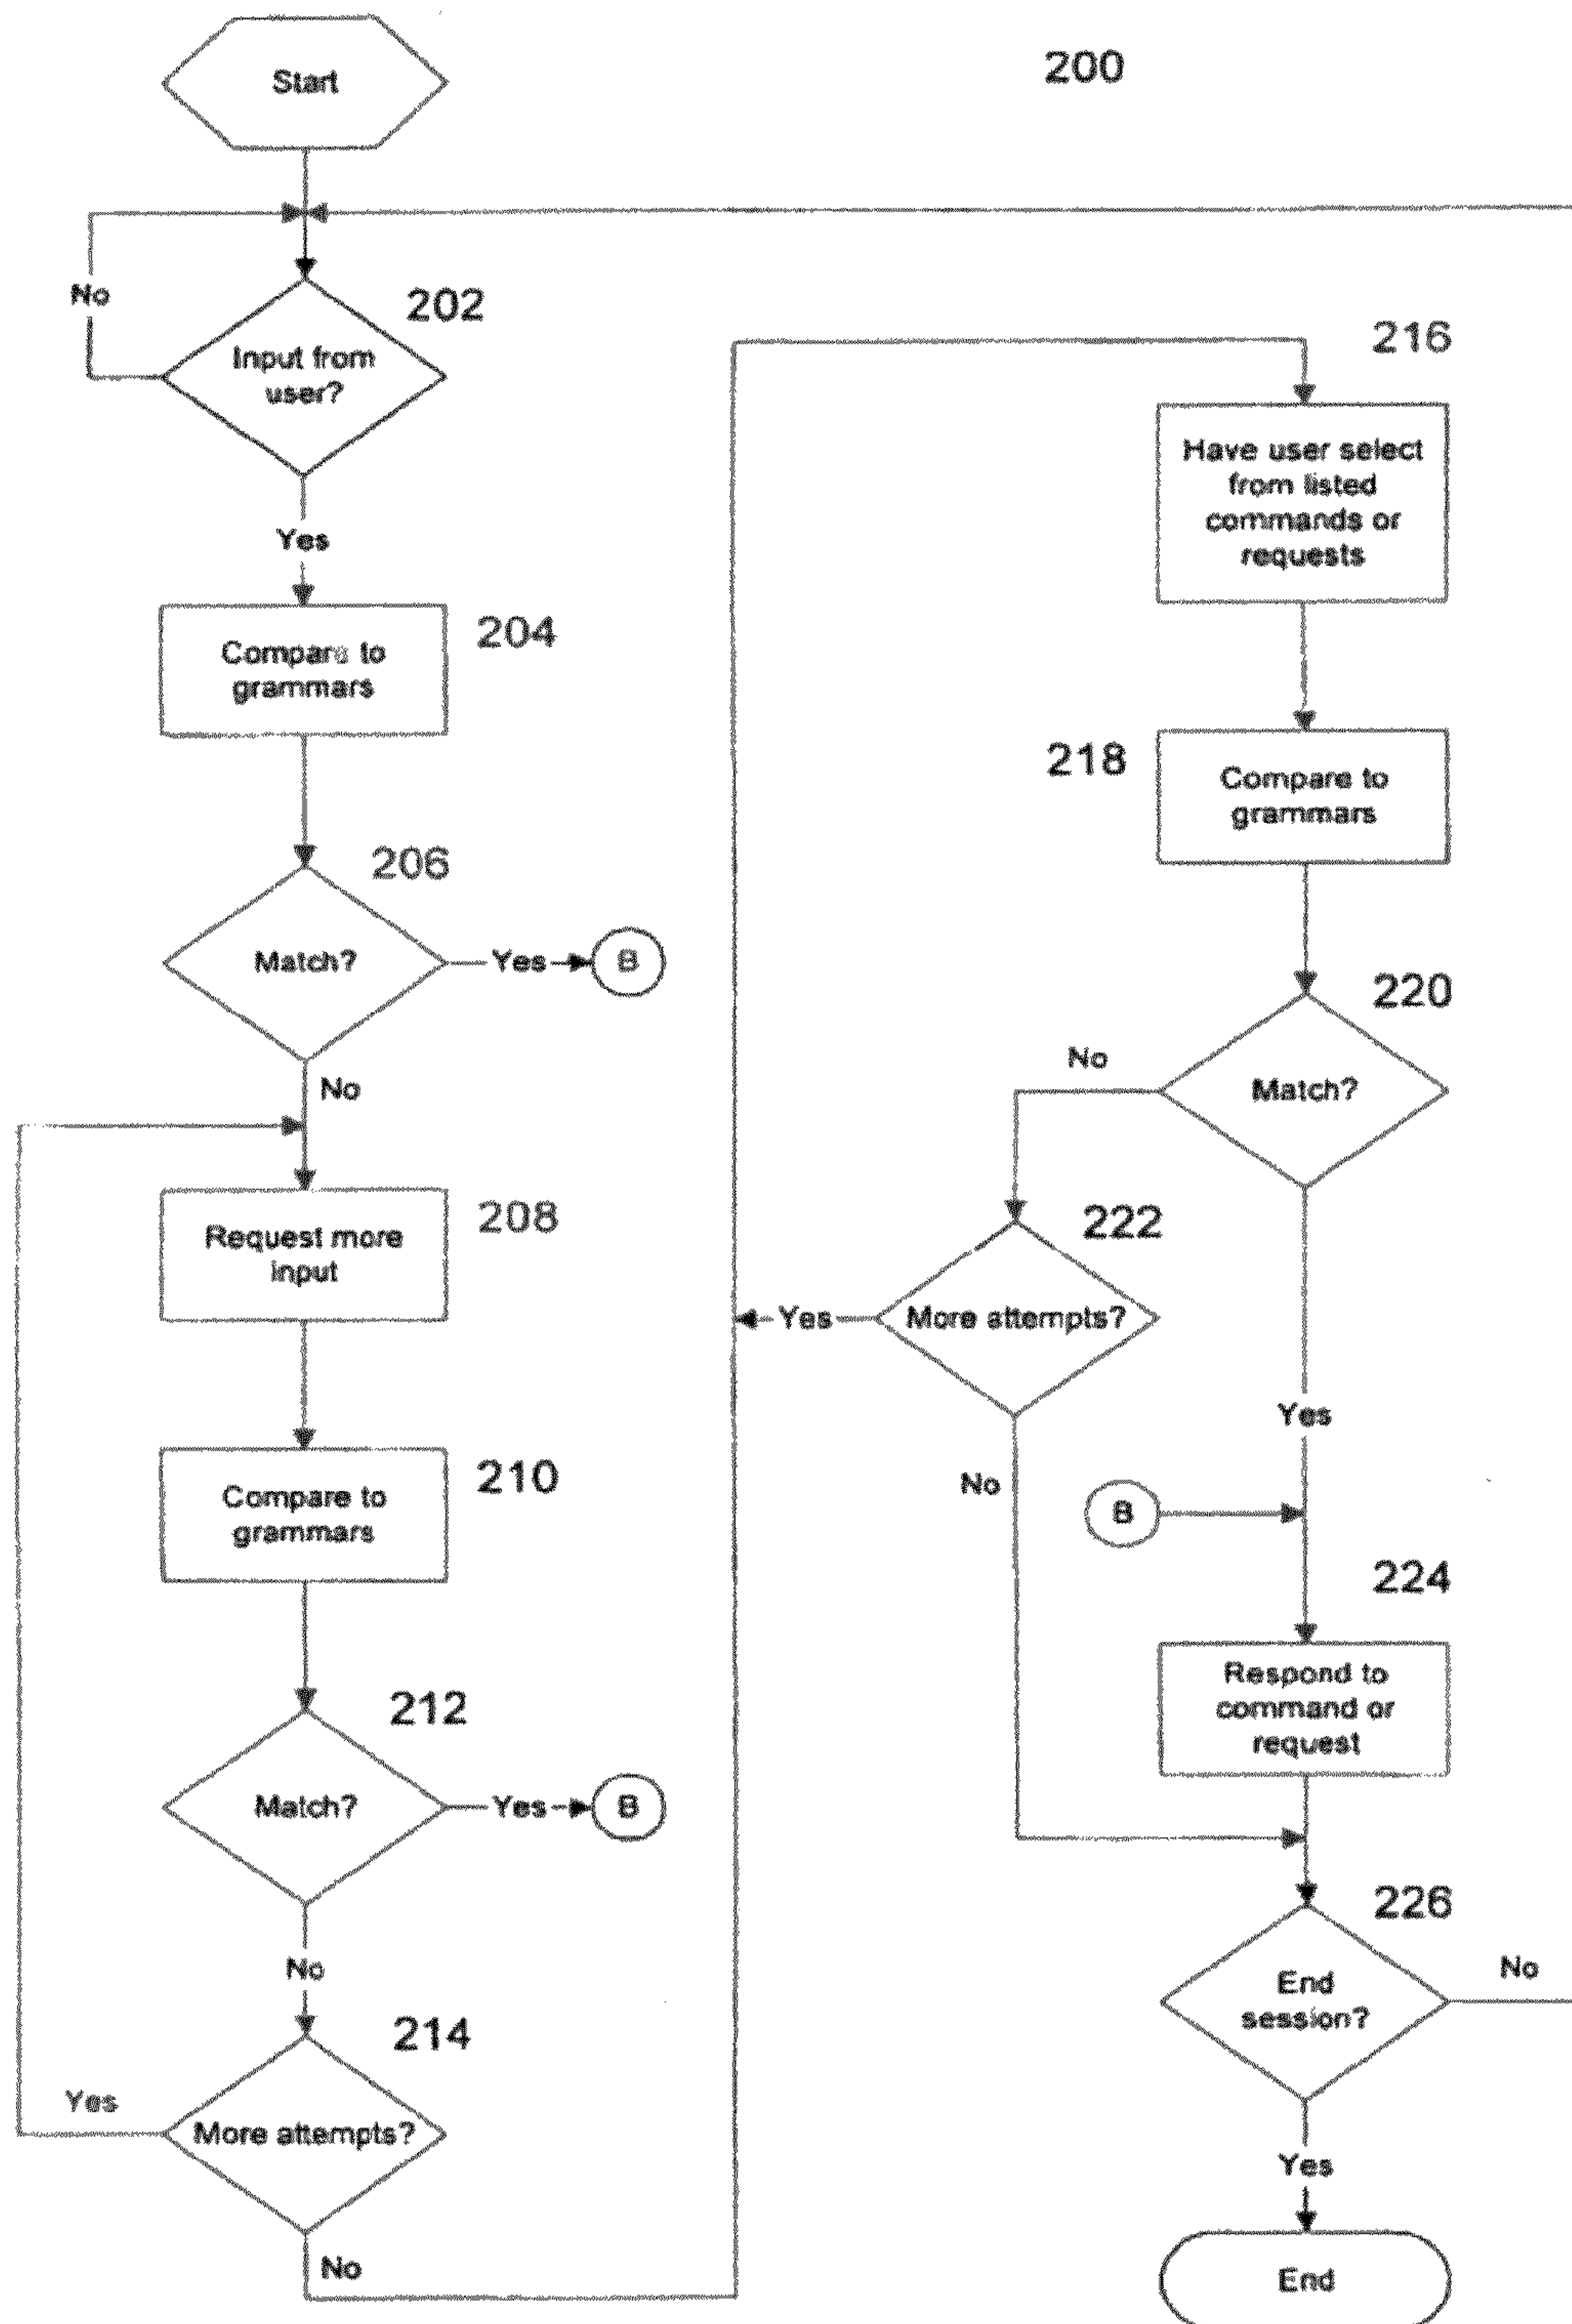 Start
200
No
202
Input from
user?
Yes
204
Compare to
grammars
206
Match?
Yes
B
No
208
Request more
input
210
Compare to
grammars
212
Match?
Yes
B
No
214
Yes
More attempts?
No
216
Have user select
from listed
commands or
requests
218
Compare to
grammars
220
No
Match?
222
Yes
More attempts?
Yes
No
B
224
Respond to
command or
request
226
No
End
session?
Yes
End